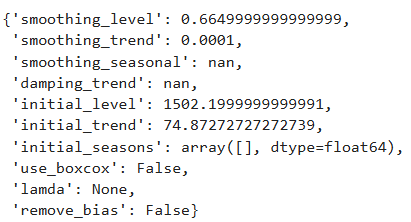 {'smoothing_level': 0.6649999999999999,
'smoothing_trend': 0.0001,
'smoothing_seasonal': nan,
'damping_trend': nan,
'initial_level': 1502.1999999999991,
'initial_trend': 74.87272727272739,
'initial_seasons': array([], dtype=float64),
'use_boxcox': False,
'lamda': None,
'remove_bias': False}